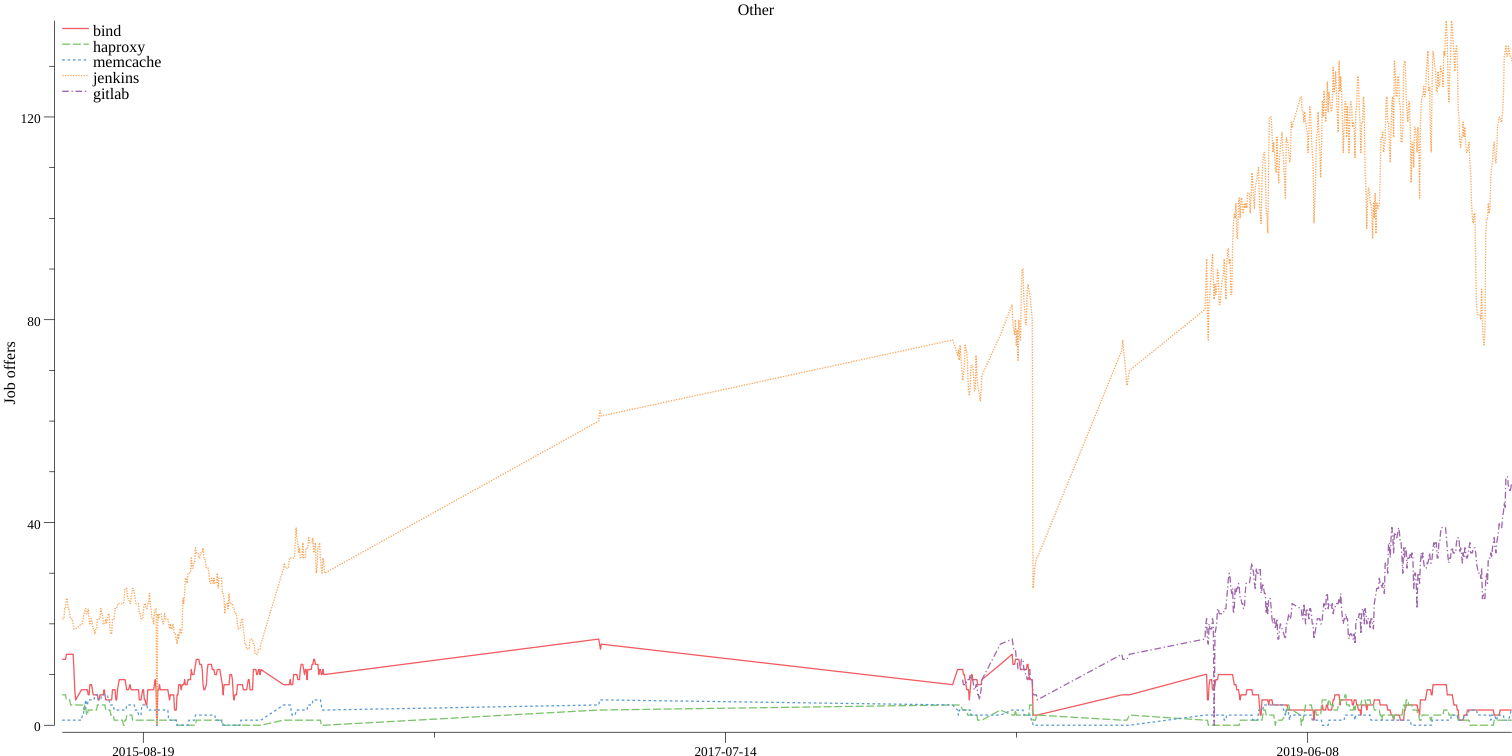 Other
bind
haproxy
memcache
jenkins
gitlab
120
80
40
0
Job offers
2015-08-19
2017-07-14
2019-06-08